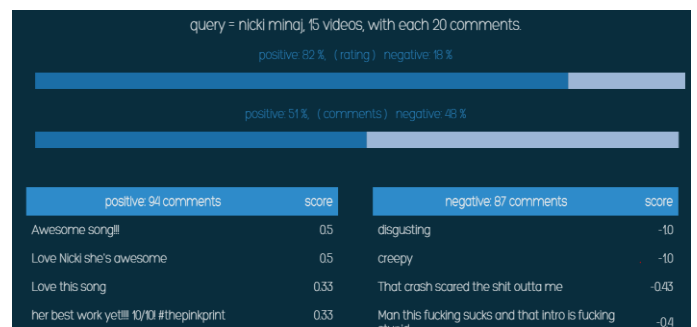 query = nicki minaj, 15 videos, with each 20 comments.
positive: 82 %, ( rating ) negative: 18 %
positive: 51 %, ( comments ) negative: 48 %
positive: 94 comments score
Awesome song!!! 0.5
Love Nicki she's awesome 0.5
Love this song 0.33
her best work yet!!!! 10/10! #thepinkprint 0.33
negative: 87 comments score
disgusting -1.0
creepy -1.0
That crash scared the shit outta me -0.43
Man this fucking sucks and that intro is fucking -0.4
stupid